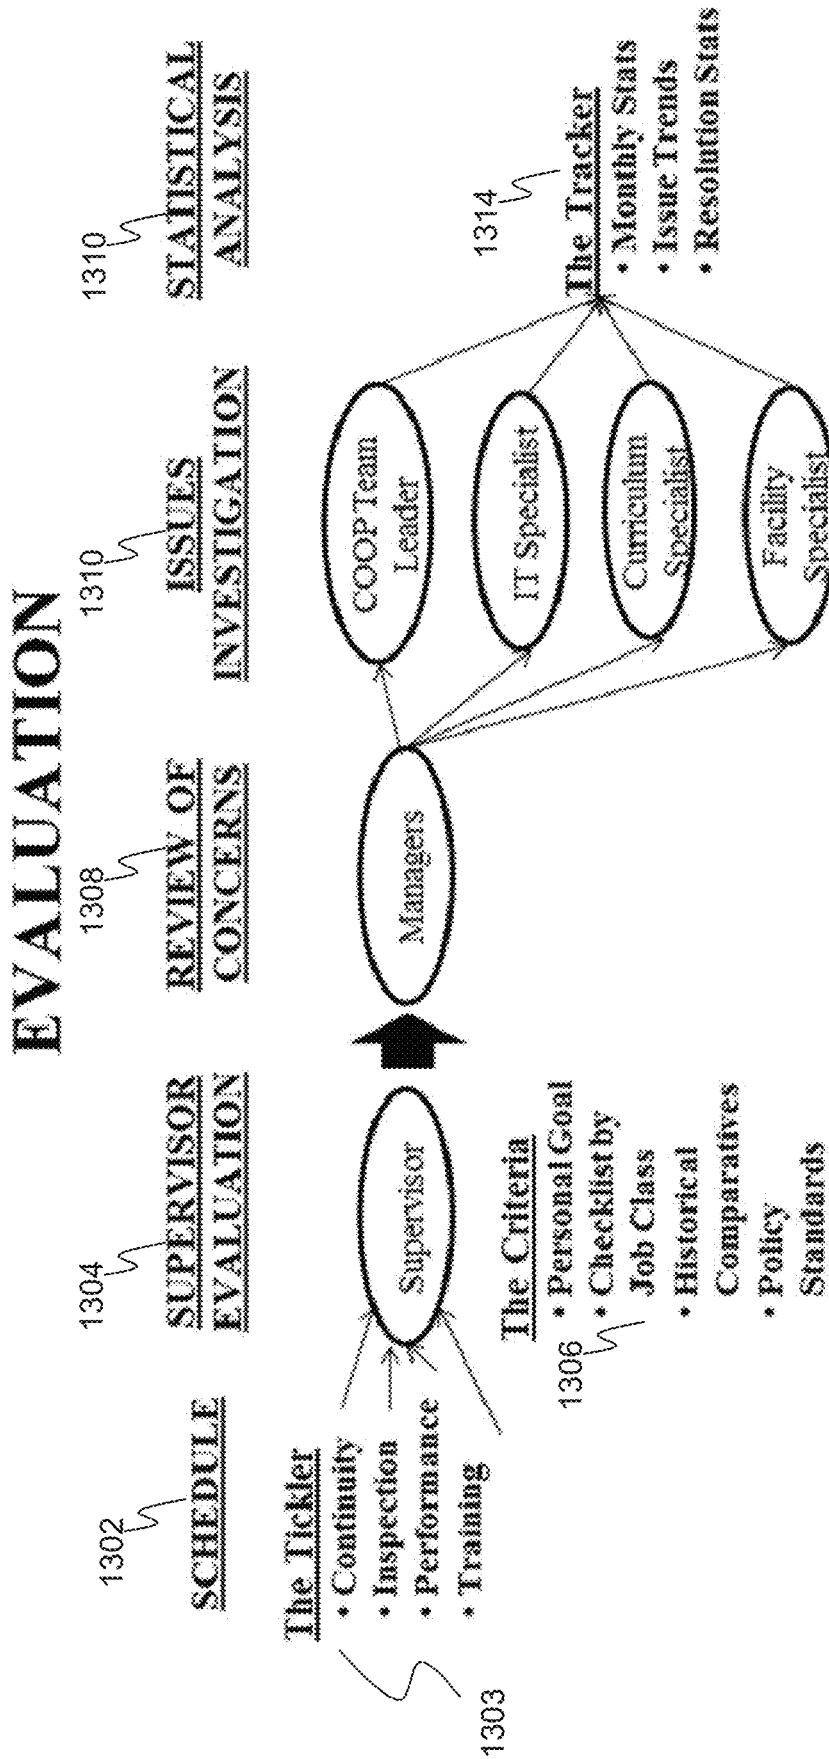 EVALUATION
1302
1304
1308
1310
1310
SCHEDULE
SUPERVISOR
EVALUATION
REVIEW OF
CONCERNS
ISSUES
INVESTIGATION
STATISTICAL
ANALYSIS
The Tickler
• Continuity
• Inspection
• Performance
• Training
1303
Supervisor
The Criteria
• Personal Goal
• Checklist by
Job Class
• Historical
Comparatives
• Policy
Standards
1306
Managers
COOP Team
Leader
IT Specialist
Curriculum
Specialist
Facility
Specialist
1314
The Tracker
• Monthly Stats
• Issue Trends
• Resolution Stats